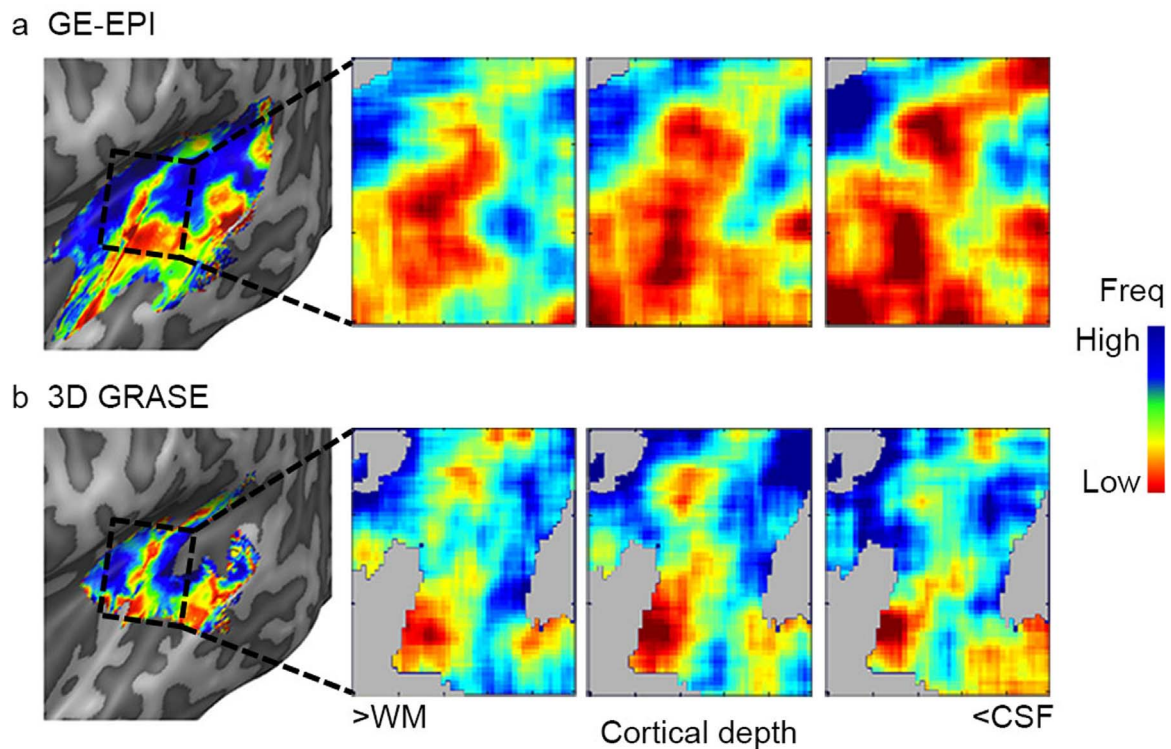 a GE-EPI
Freq
High
Low
b 3D GRASE
>WM
Cortical depth
<CSF